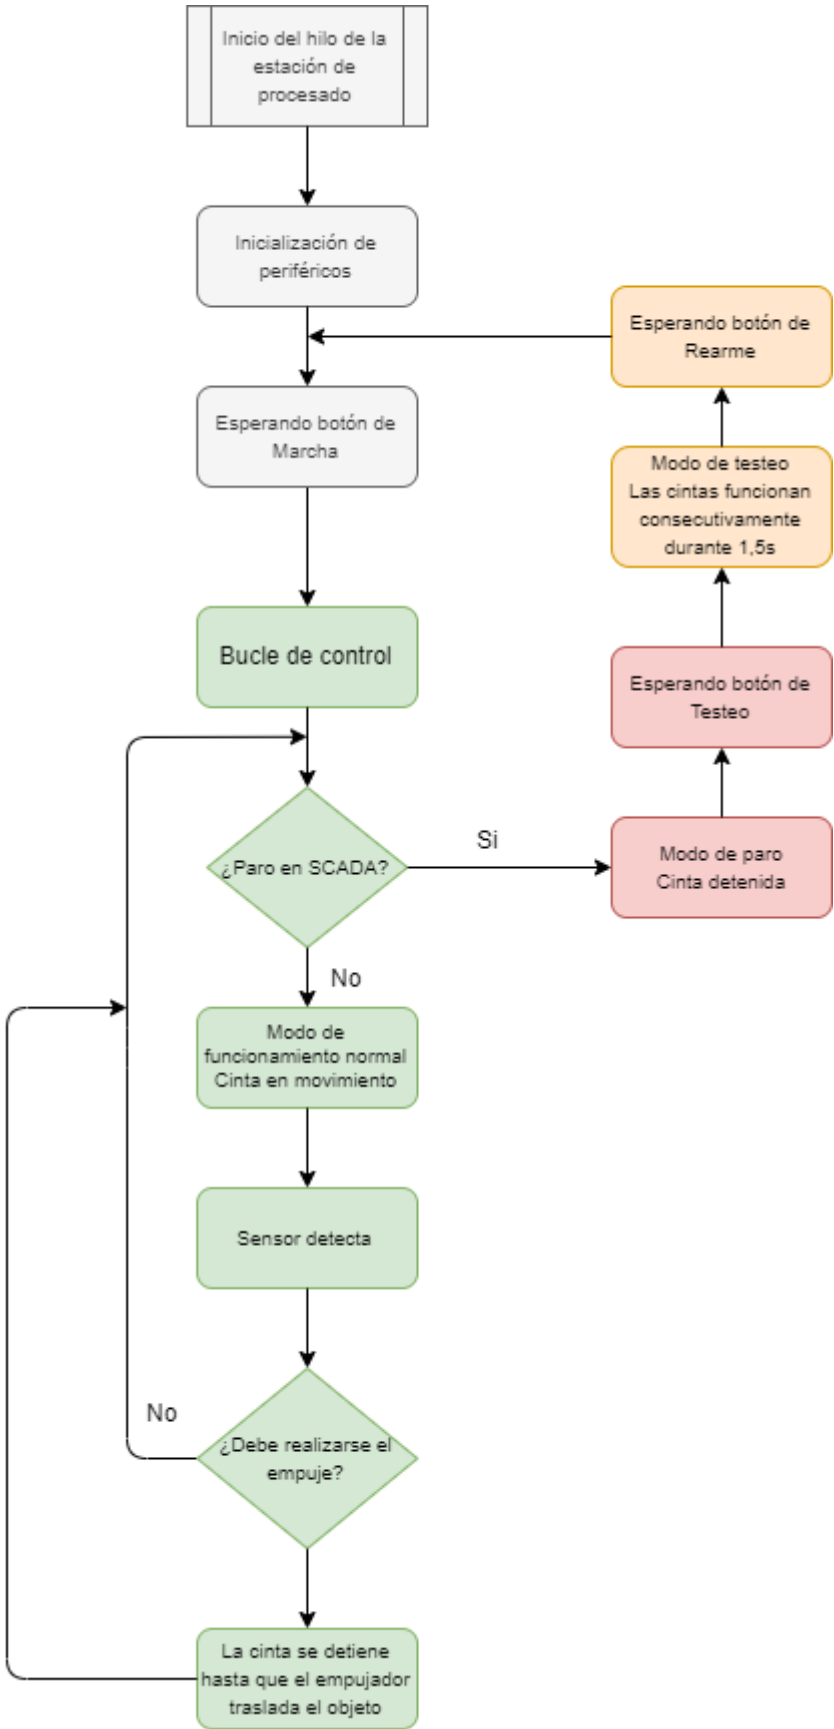 Inicio del hilo de la
estación de
procesado
Inicialización de
periféricos
Esperando botón de
Rearme
Esperando botón de
Marcha
Modo de testeo
Las cintas funcionan
consecutivamente
durante 1,5s
Bucle de control
Esperando botón de
Testeo
¿Paro en SCADA?
Si
Modo de paro
Cinta detenida
No
Modo de
funcionamiento normal
Cinta en movimiento
Sensor detecta
No
¿Debe realizarse el
empuje?
La cinta se detiene
hasta que el empujador
traslada el objeto